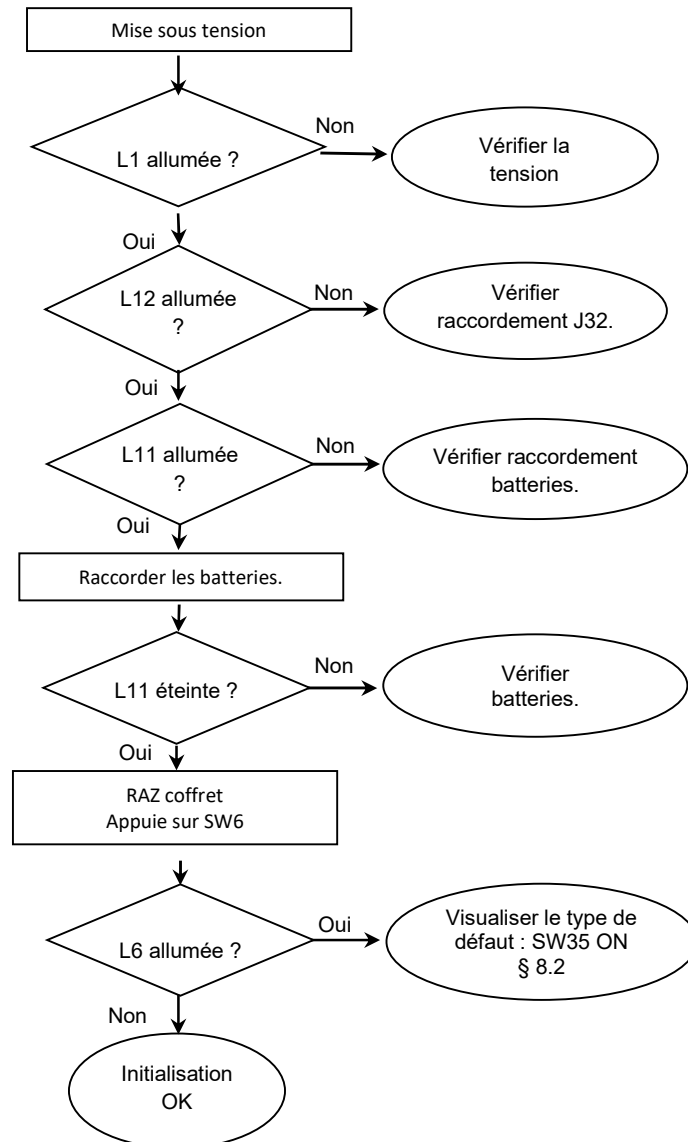 Mise sous tension
L1 allumée ?
Non
Vérifier la
tension
Oui
L12 allumée
?
Non
Vérifier
raccordement J32.
Oui
L11 allumée
?
Non
Vérifier raccordement
batteries.
Oui
Raccorder les batteries.
L11 éteinte ?
Non
Vérifier
batteries.
Oui
RAZ coffret
Appuie sur SW6
L6 allumée ?
Oui
Visualiser le type de
défaut : SW35 ON
§ 8.2
Non
Initialisation
OK